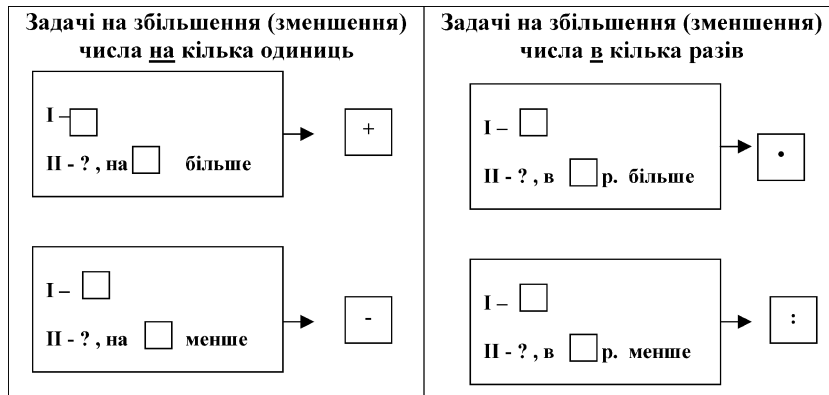 Задачі на збільшення (зменшення)
числа на кілька одиниць
І –
ІІ - ? , на більше
+
І –
ІІ - ? , на менше
-
Задачі на збільшення (зменшення)
числа в кілька разів
І –
ІІ - ? , в р. більше
•
І –
ІІ - ? , в р. менше
: